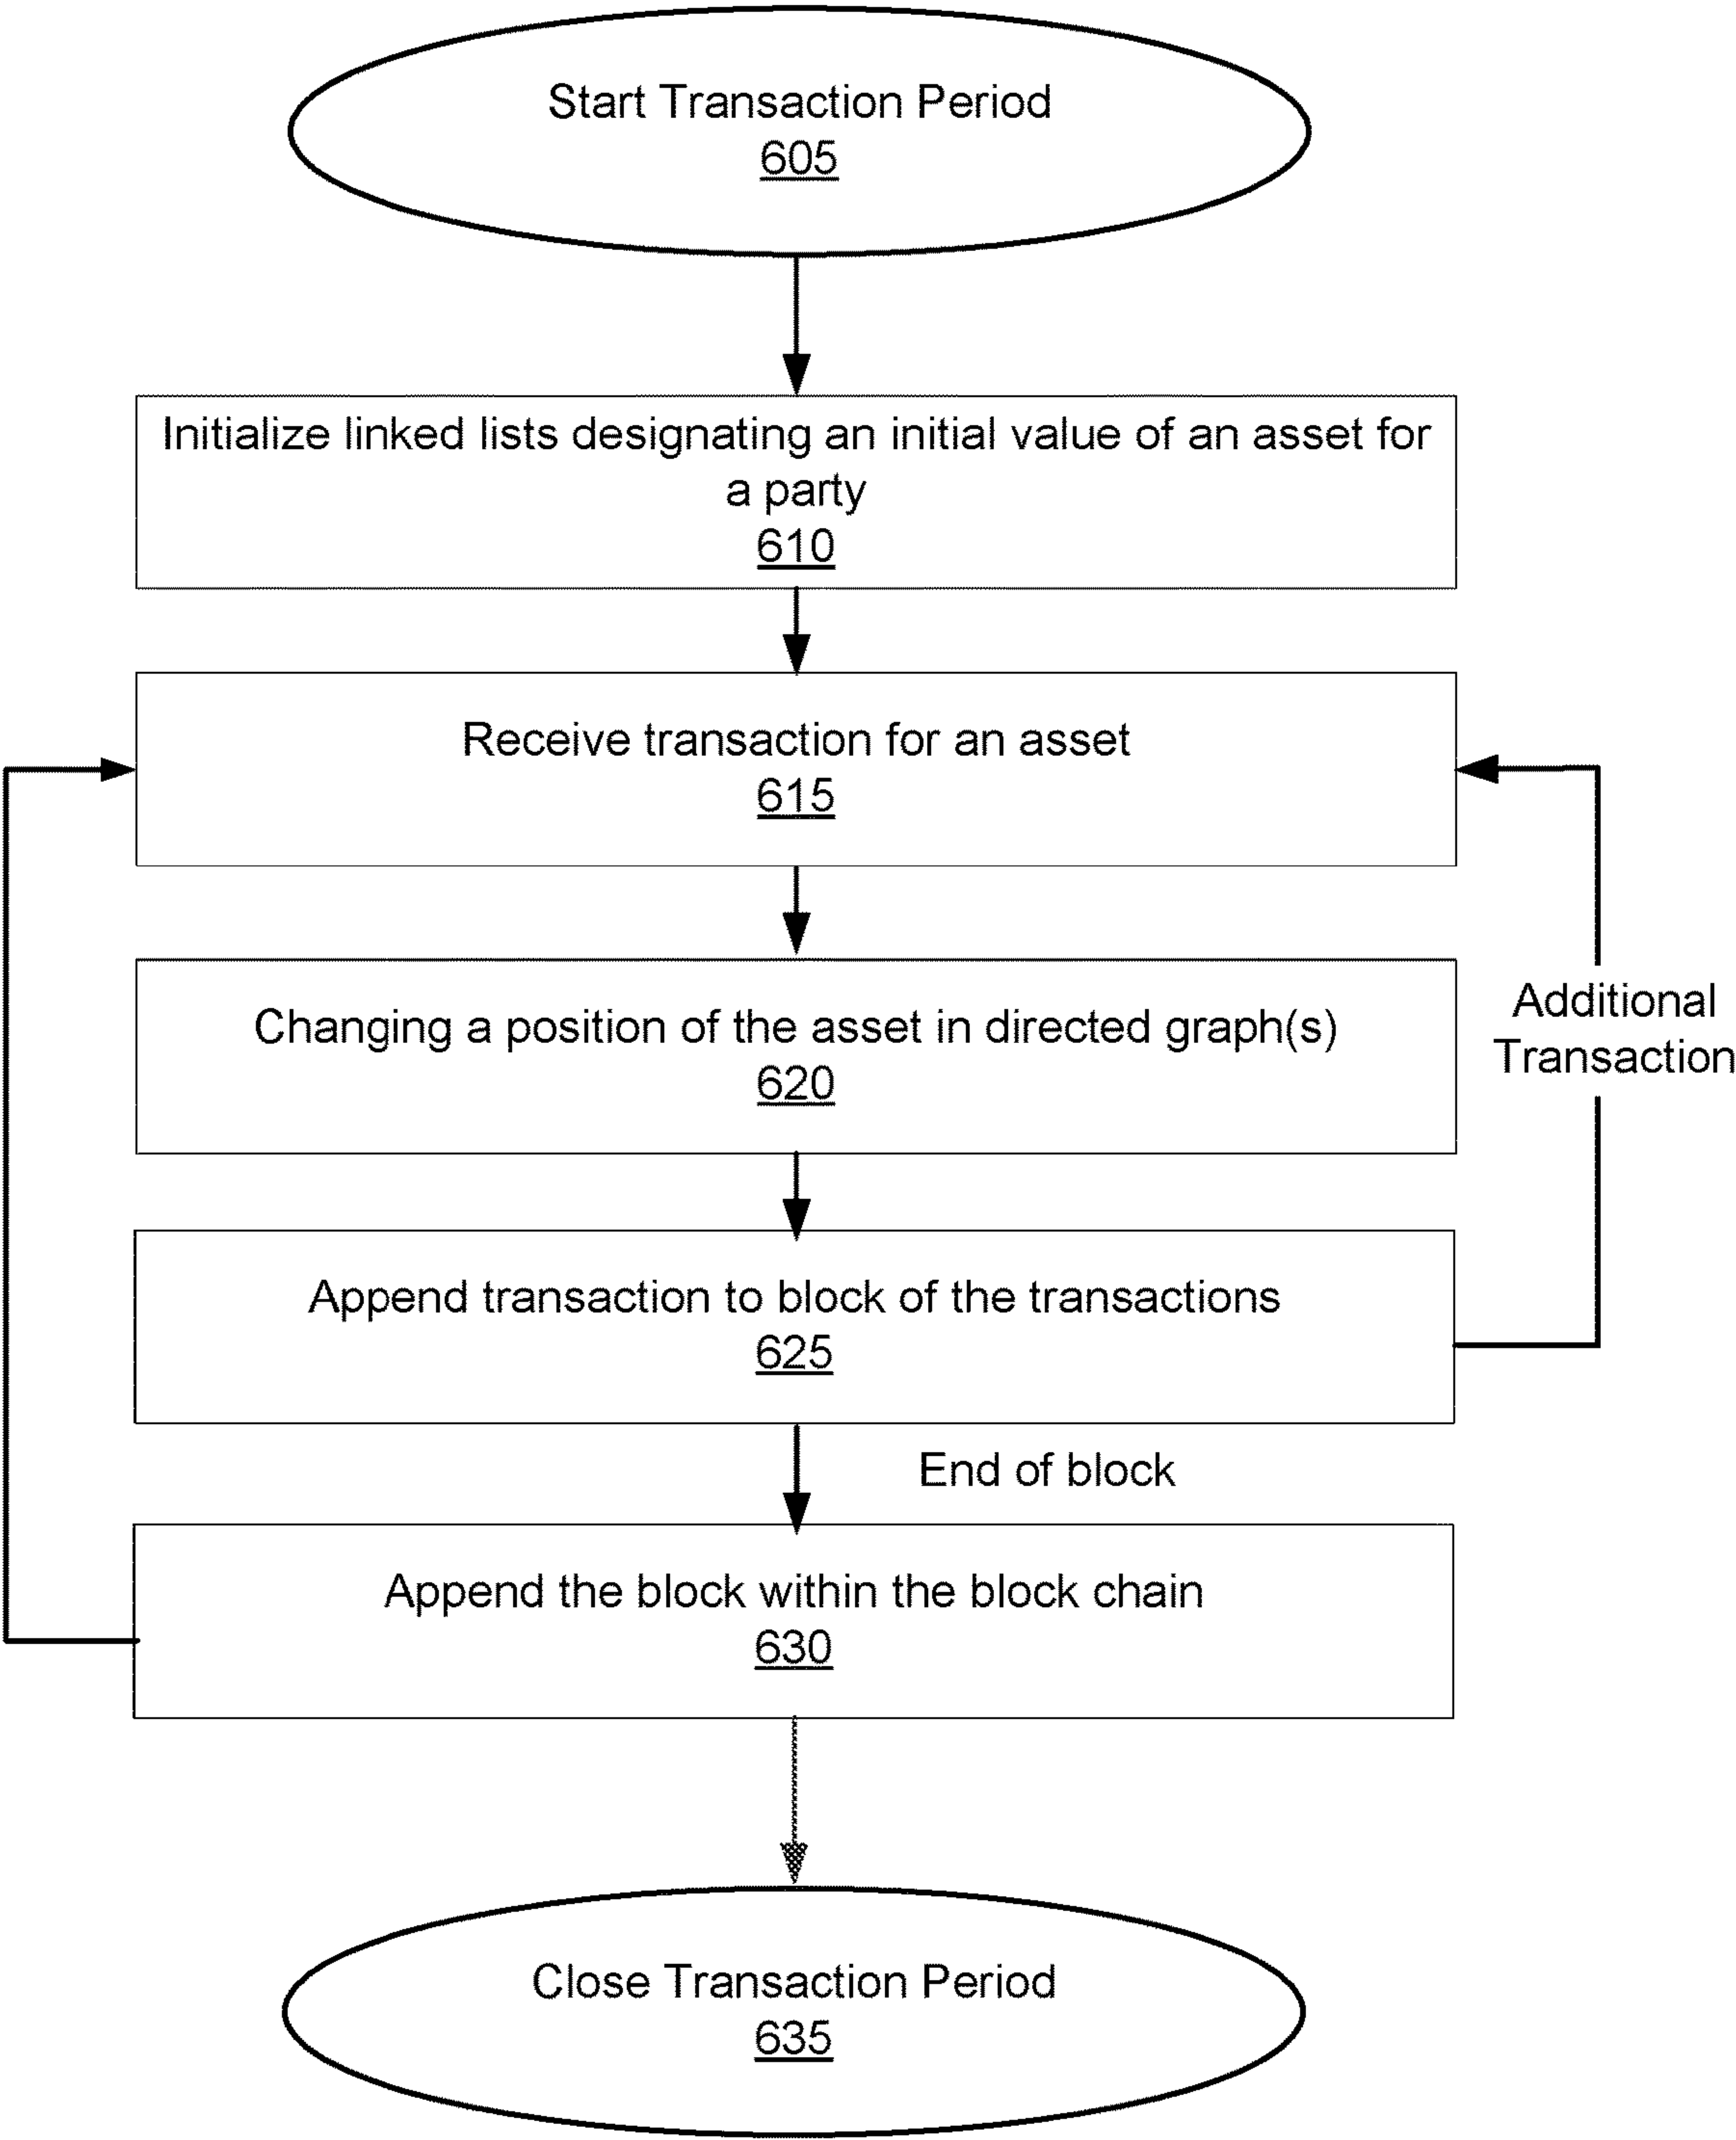 Start Transaction Period
605
Initialize linked lists designating an initial value of an asset for
a party
610
Receive transaction for an asset
615
Changing a position of the asset in directed graph(s)
620
Additional
Transaction
Append transaction to block of the transactions
625
End of block
Append the block within the block chain
630
Close Transaction Period
635